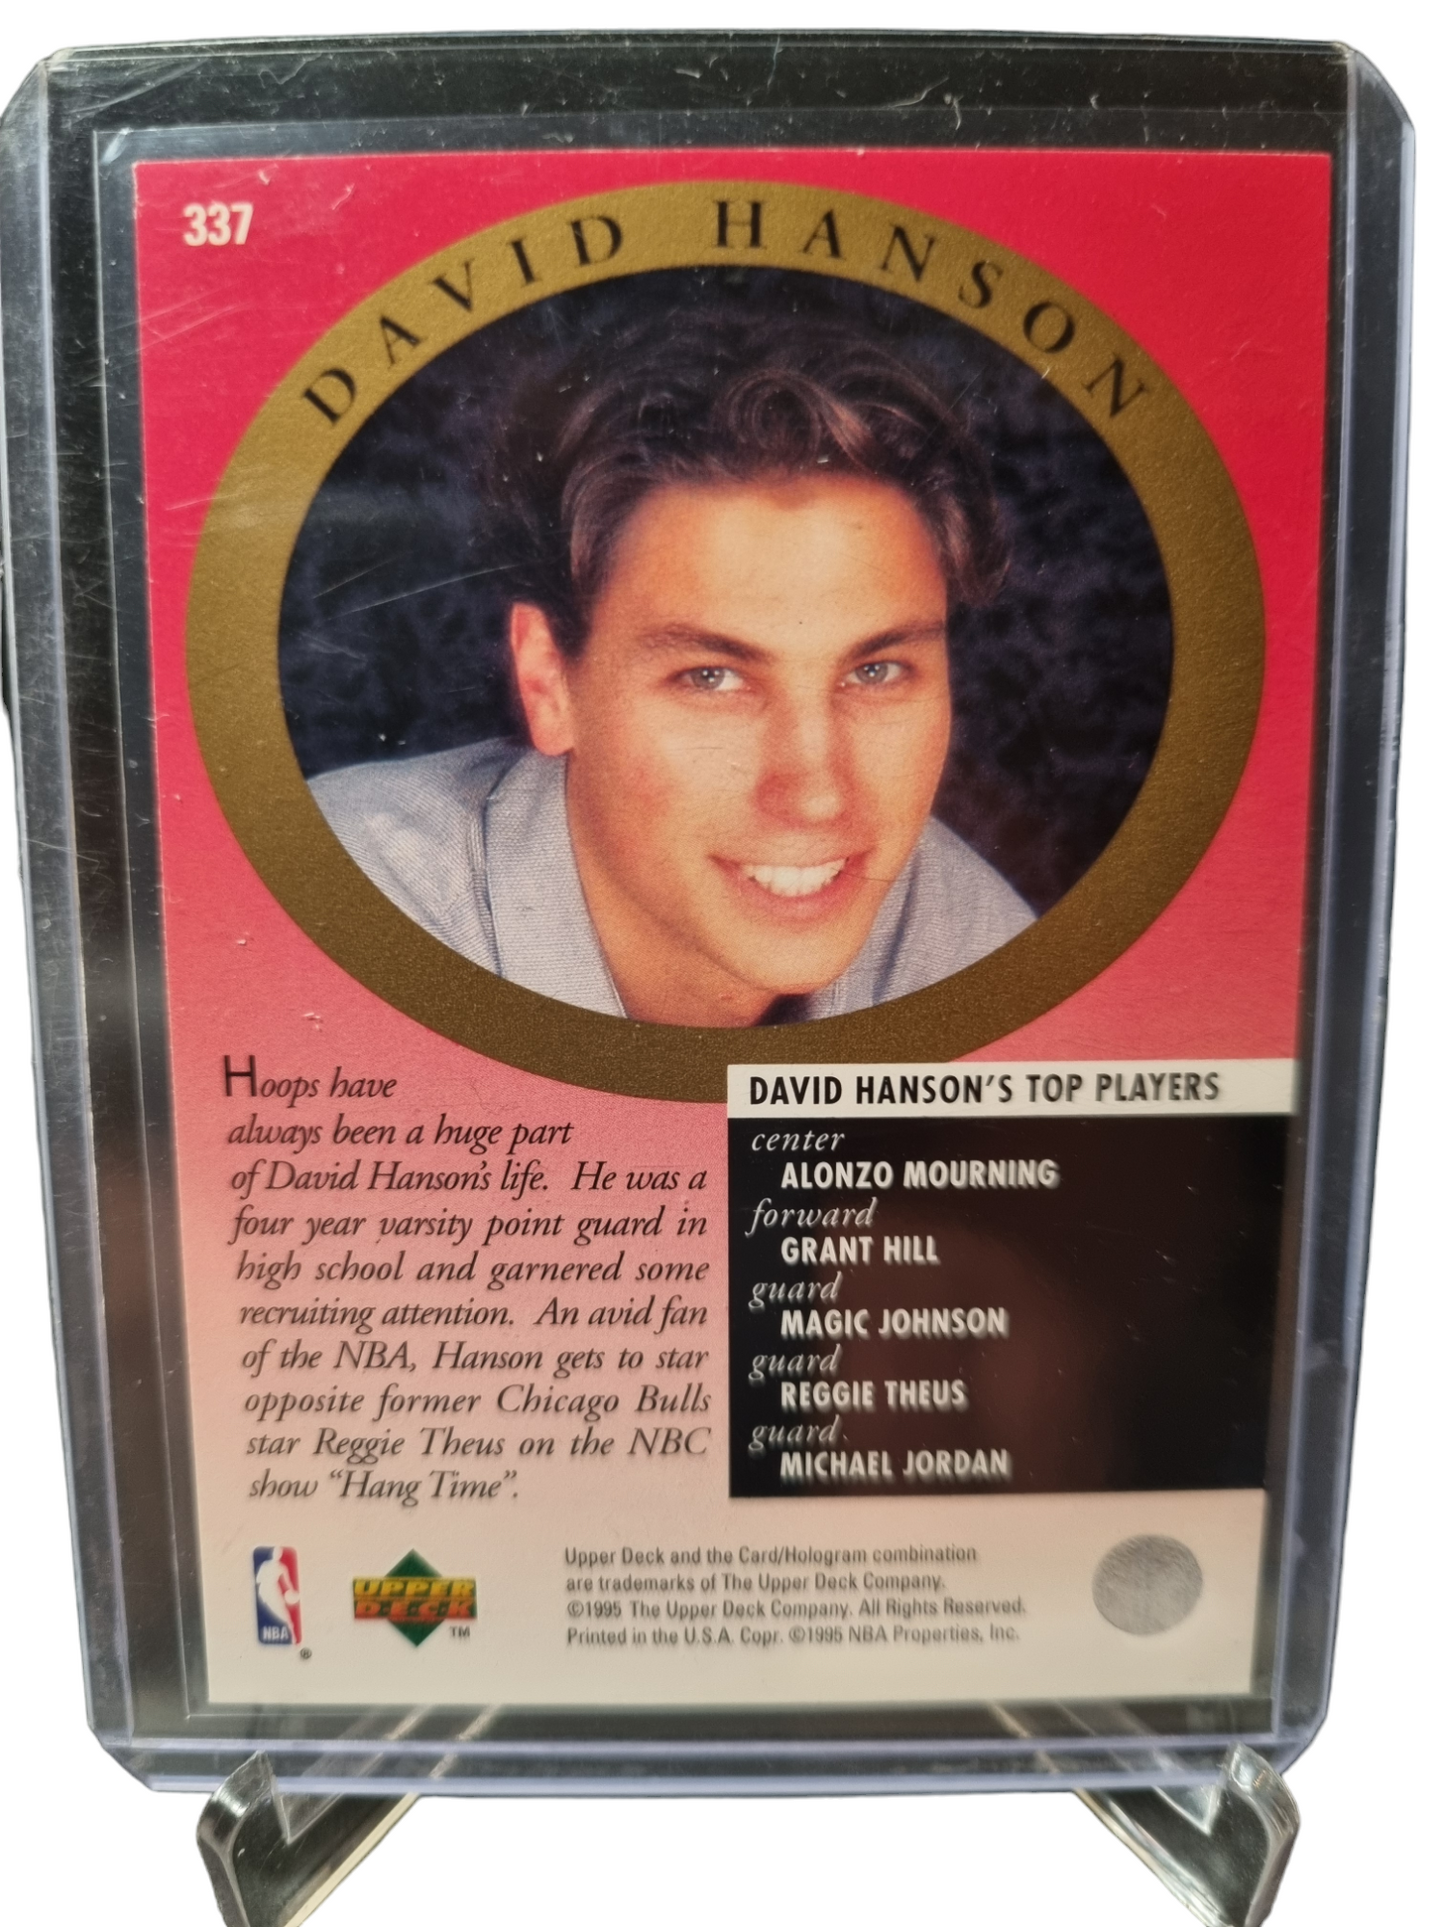 337
DAVID HANSON
Hoops have
always been a huge part
of David Hanson's life. He was a
four year varsity point guard in
high school and garnered some
recruiting attention. An avid fan
of the NBA, Hanson gets to star
opposite former Chicago Bulls
star Reggie Theus on the NBC
show “Hang Time”.
DAVID HANSON'S TOP PLAYERS
center
ALONZO MOURNING
forward
GRANT HILL
guard
MAGIC JOHNSON
guard
REGGIE THEUS
guard
MICHAEL JORDAN
NBA
®
UPPER
DECK
TM
Upper Deck and the Card/Hologram combination
are trademarks of The Upper Deck Company.
©1995 The Upper Deck Company. All Rights Reserved.
Printed in the U.S.A. Copr. ©1995 NBA Properties, Inc.